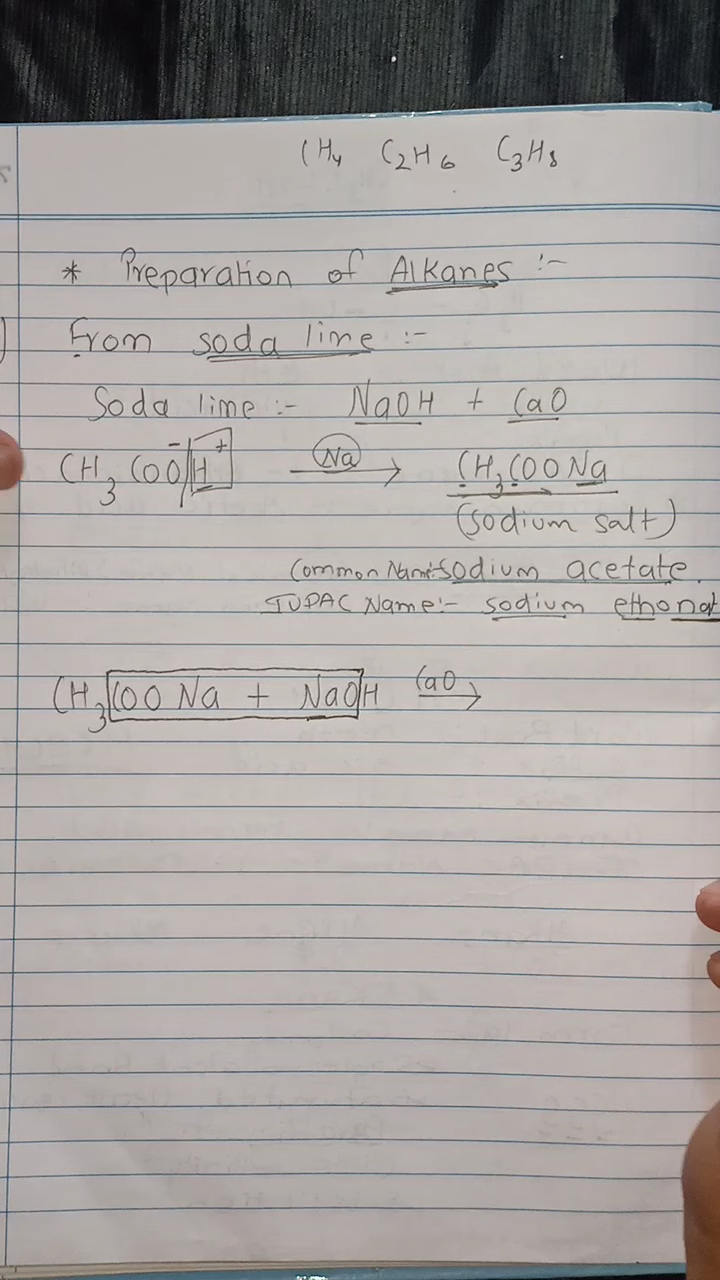 CH4 C2H6 C3H8
* Preparation of Alkanes :-
) From soda lime :-
Soda lime :- NaOH + CaO
CH3COO⁻/H⁺ Na→ CH3COONa
(sodium salt)
Common Name:- sodium acetate.
IUPAC Name:- sodium ethonat
CH3COONa + NaOH CaO→